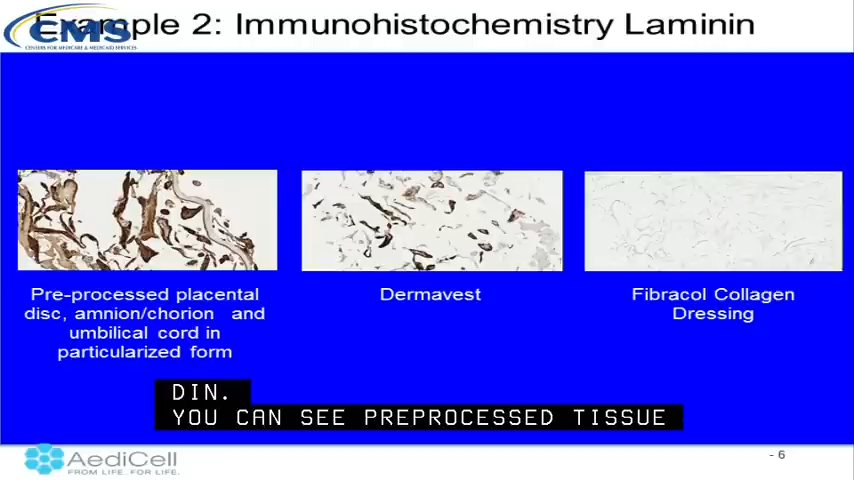 Example 2: Immunohistochemistry Laminin
CMS
CENTERS FOR MEDICARE & MEDICAID SERVICES
Pre-processed placental
disc, amnion/chorion and
umbilical cord in
particularized form
Dermavest
Fibracol Collagen
Dressing
DIN.
YOU CAN SEE PREPROCESSED TISSUE
AediCell
FROM LIFE. FOR LIFE.
- 6